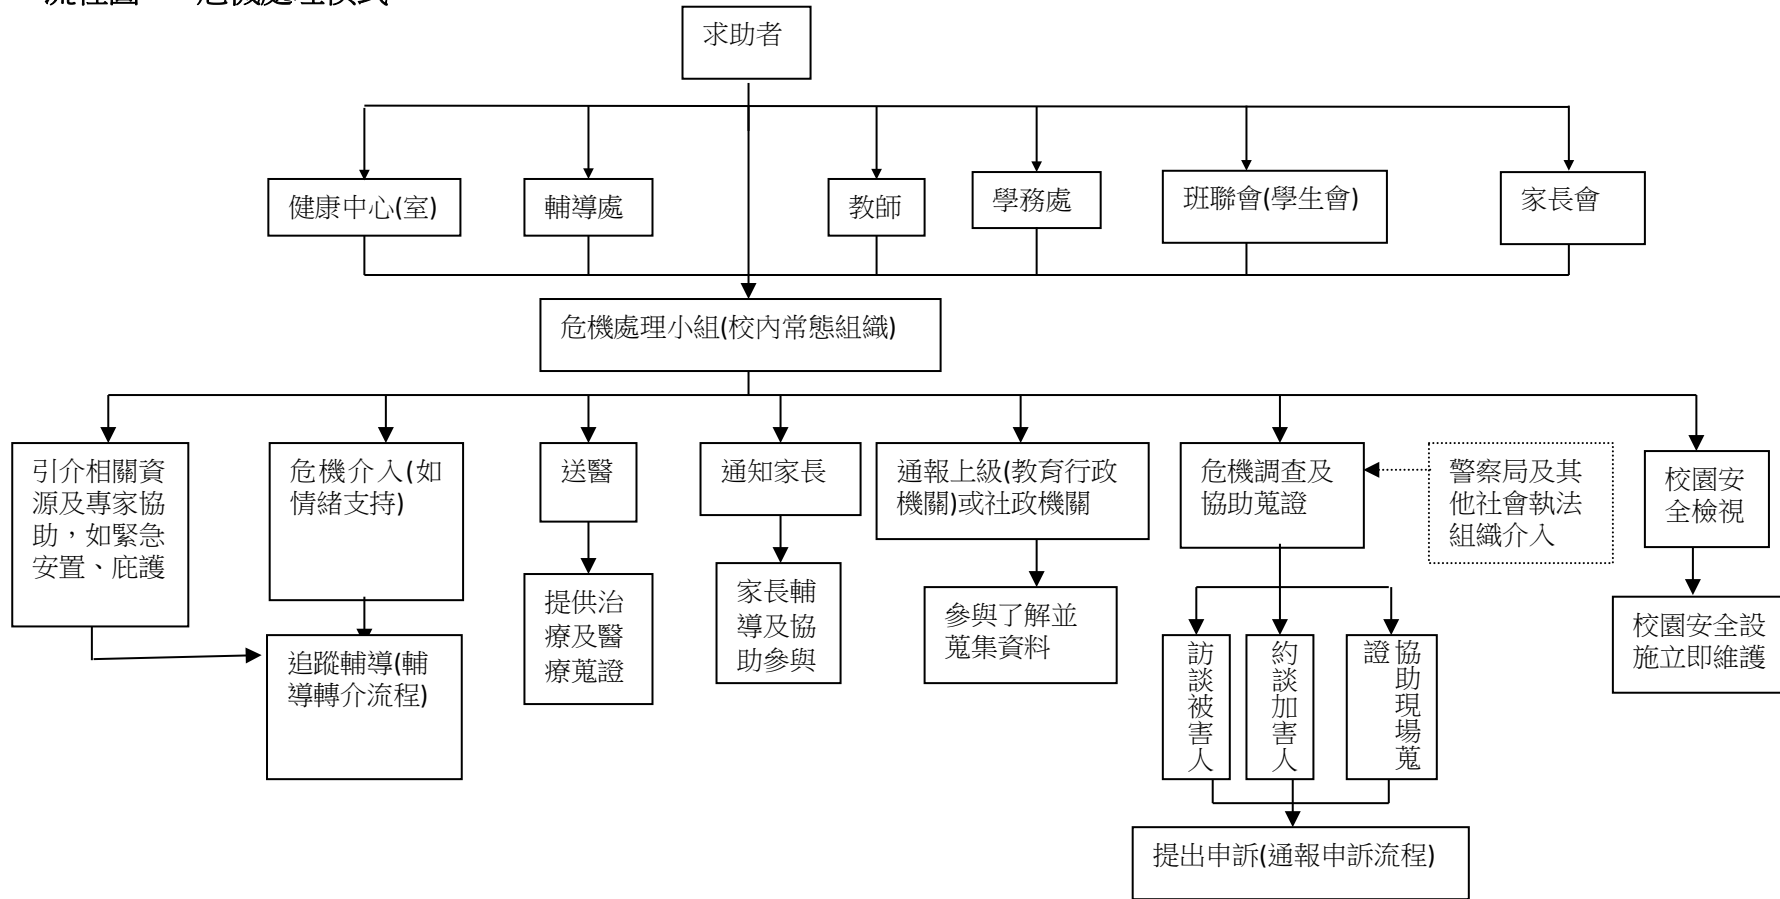 求助者
健康中心(室)
輔導處
教師
學務處
班聯會(學生會)
家長會
危機處理小組(校內常態組織)
引介相關資
源及專家協
助，如緊急
安置、庇護
危機介入(如
情緒支持)
送醫
通知家長
通報上級(教育行政
機關)或社政機關
危機調查及
協助蒐證
警察局及其
他社會執法
組織介入
校園安
全檢視
追蹤輔導(輔
導轉介流程)
提供治
療及醫
療蒐證
家長輔
導及協
助參與
參與了解並
蒐集資料
訪談被害人
約談加害人
協助現場蒐
證
校園安全設
施立即維護
提出申訴(通報申訴流程)